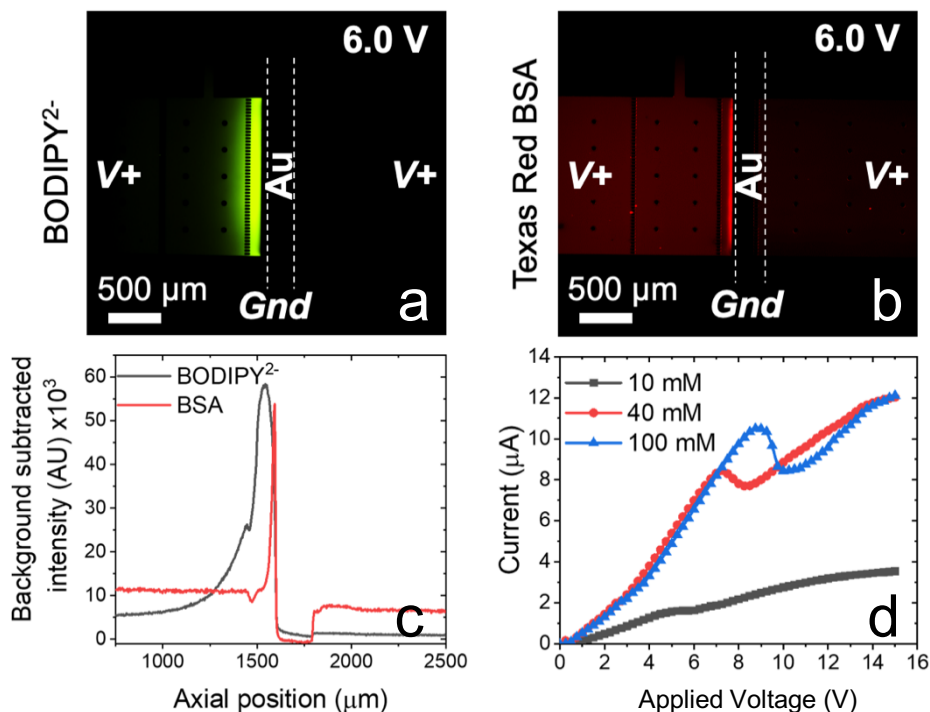 BODIPY²⁻
6.0 V
V+
Au
V+
500 µm
Gnd
a
Texas Red BSA
6.0 V
V+
Au
V+
500 µm
Gnd
b
Background subtracted
intensity (AU) x10³
60
50
40
30
20
10
0
BODIPY²⁻
BSA
c
1000
1500
2000
2500
Axial position (µm)
Current (µA)
14
12
10
8
6
4
2
0
10 mM
40 mM
100 mM
d
0 2 4 6 8 10 12 14 16
Applied Voltage (V)